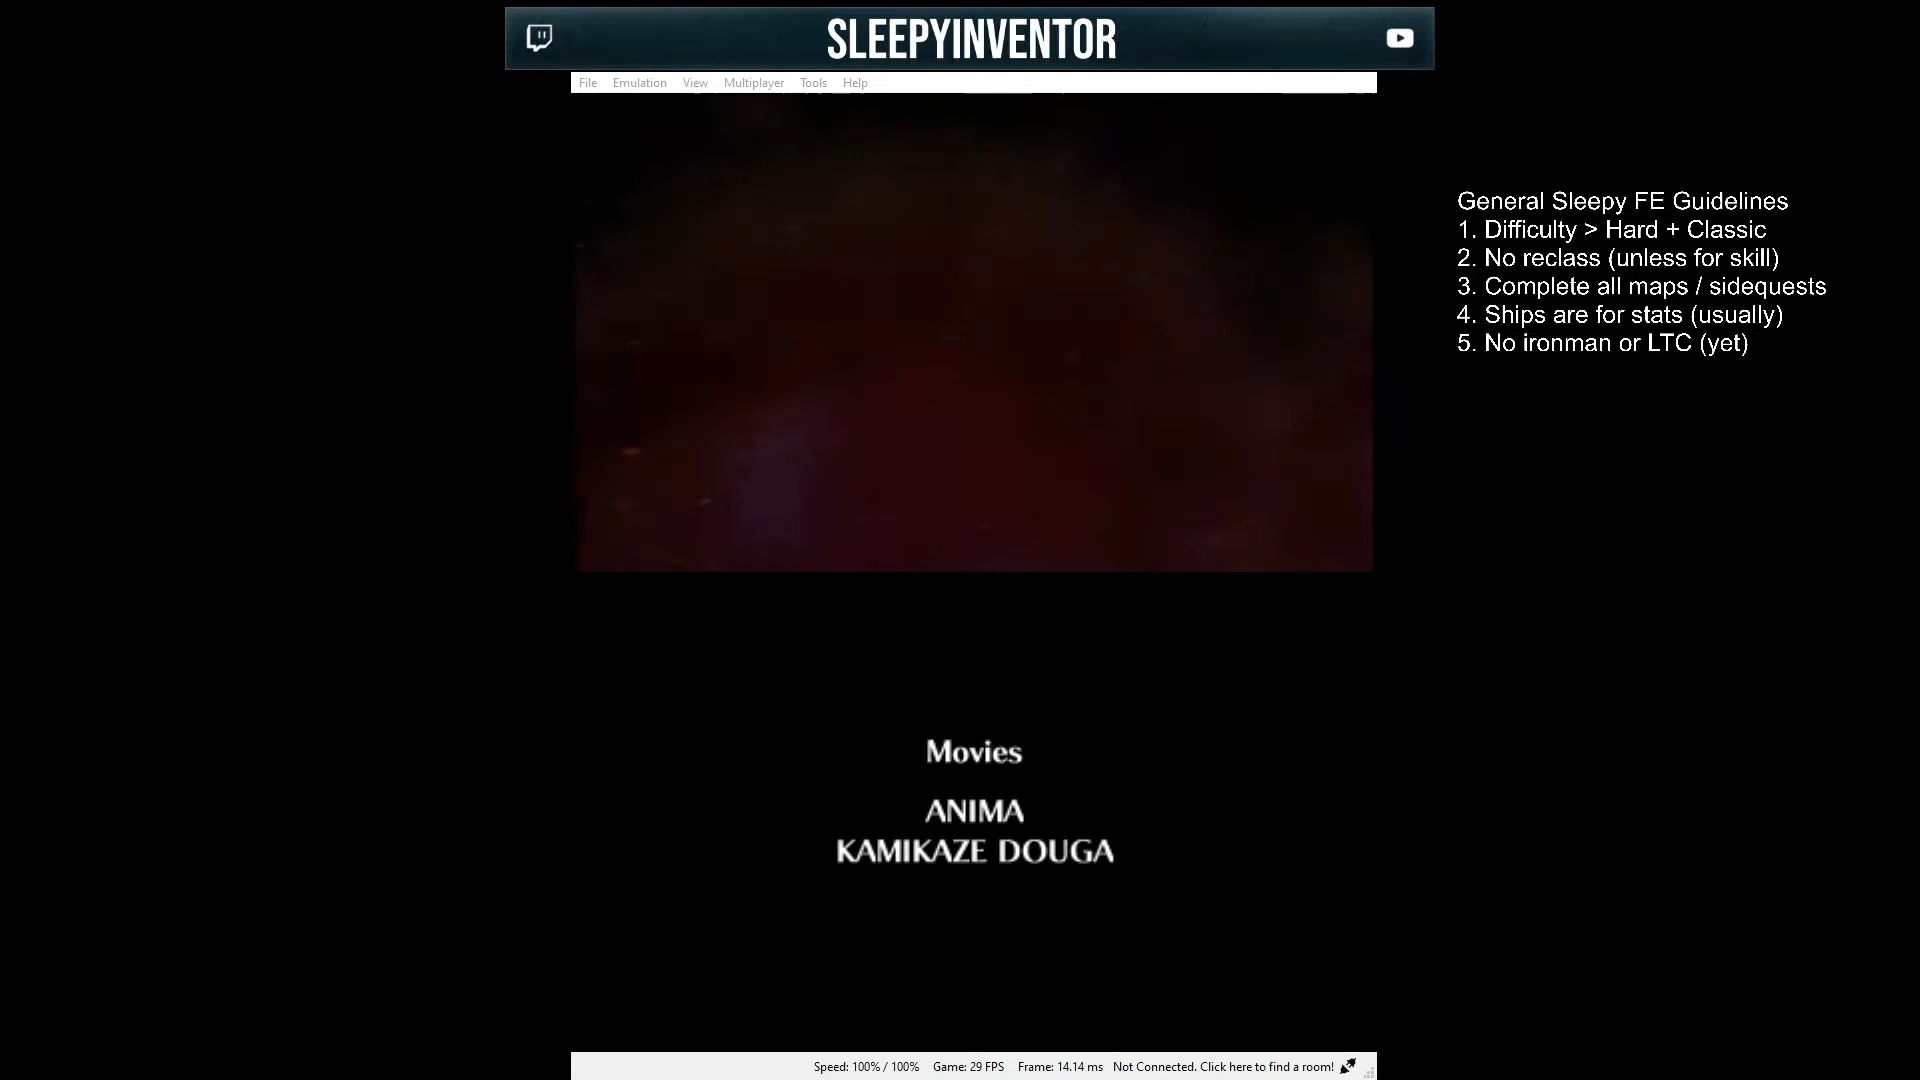 SLEEPYINVENTOR
File Emulation View Multiplayer Tools Help
General Sleepy FE Guidelines
1. Difficulty > Hard + Classic
2. No reclass (unless for skill)
3. Complete all maps / sidequests
4. Ships are for stats (usually)
5. No ironman or LTC (yet)
Movies
ANIMA
KAMIKAZE DOUGA
Speed: 100% / 100% Game: 29 FPS Frame: 14.14 ms Not Connected. Click here to find a room!